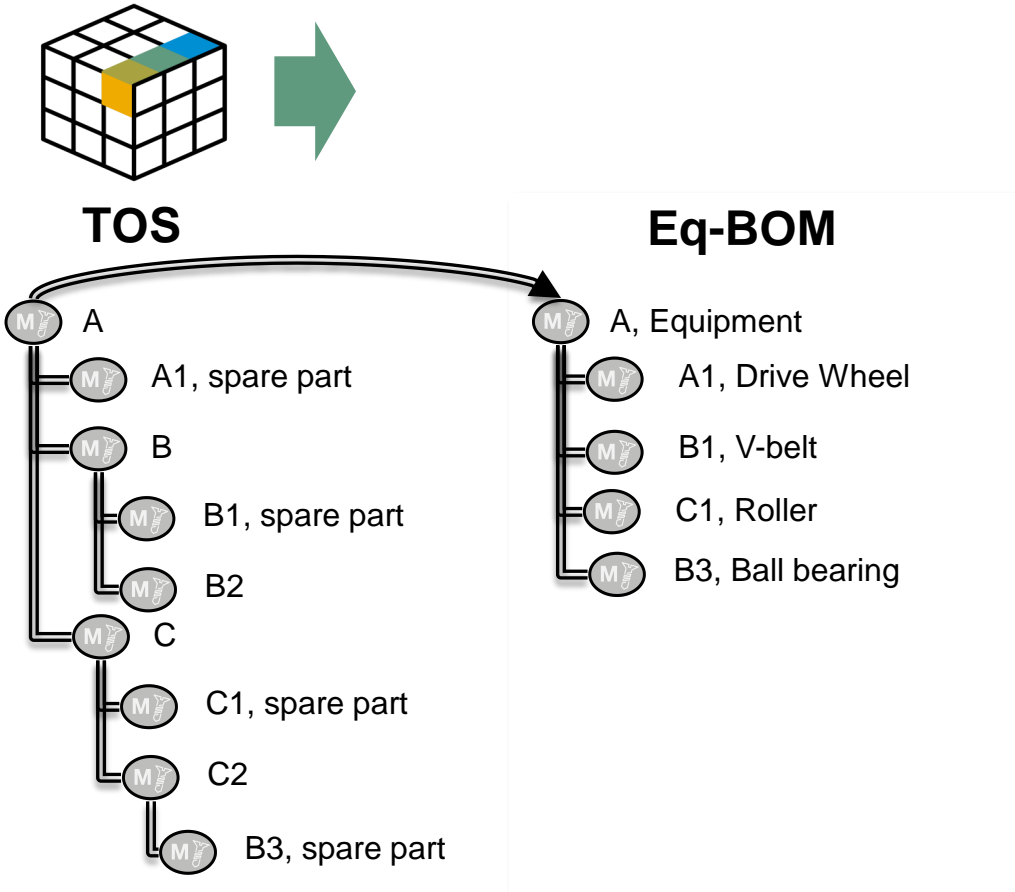 TOS
Eq-BOM
M A
M A1, spare part
M B
M B1, spare part
M B2
M C
M C1, spare part
M C2
M B3, spare part
M A, Equipment
M A1, Drive Wheel
M B1, V-belt
M C1, Roller
M B3, Ball bearing